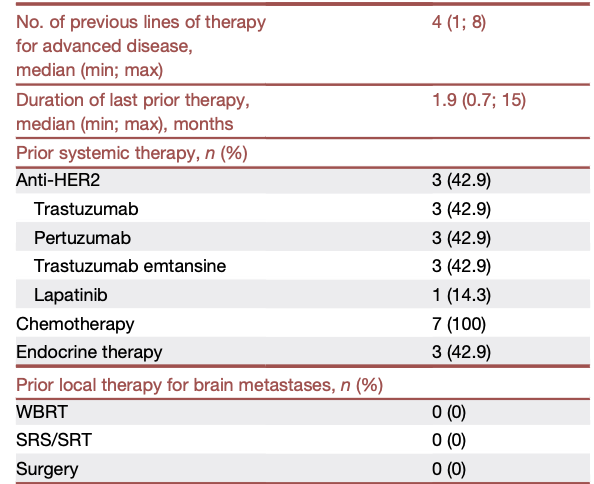 No. of previous lines of therapy 4 (1; 8)
for advanced disease,
median (min; max)
Duration of last prior therapy, 1.9 (0.7; 15)
median (min; max), months
Prior systemic therapy, n (%)
Anti-HER2 3 (42.9)
Trastuzumab 3 (42.9)
Pertuzumab 3 (42.9)
Trastuzumab emtansine 3 (42.9)
Lapatinib 1 (14.3)
Chemotherapy 7 (100)
Endocrine therapy 3 (42.9)
Prior local therapy for brain metastases, n (%)
WBRT 0 (0)
SRS/SRT 0 (0)
Surgery 0 (0)